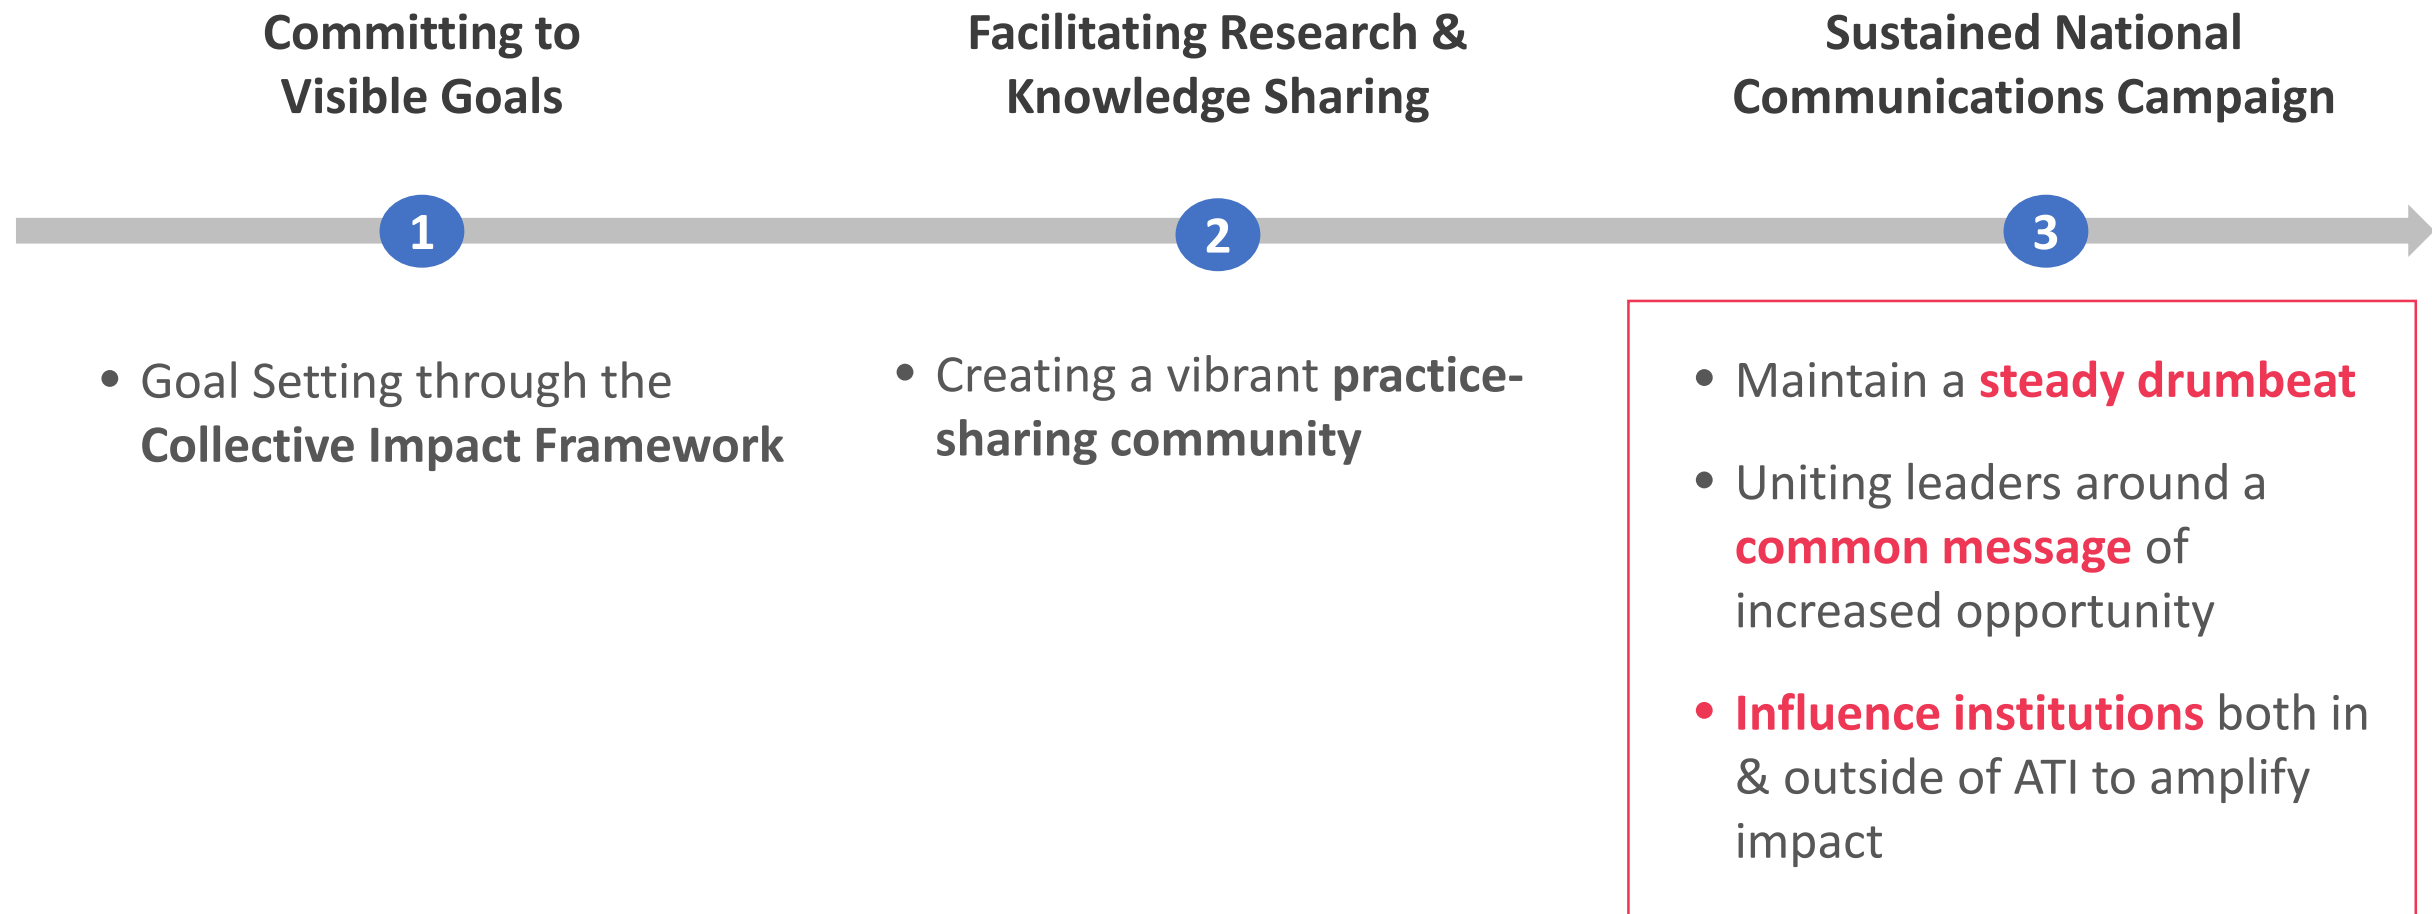 Committing to
Visible Goals
Facilitating Research &
Knowledge Sharing
Sustained National
Communications Campaign
1
2
3
• Goal Setting through the
Collective Impact Framework
• Creating a vibrant practice-
sharing community
• Maintain a steady drumbeat
• Uniting leaders around a
common message of
increased opportunity
• Influence institutions both in
& outside of ATI to amplify
impact